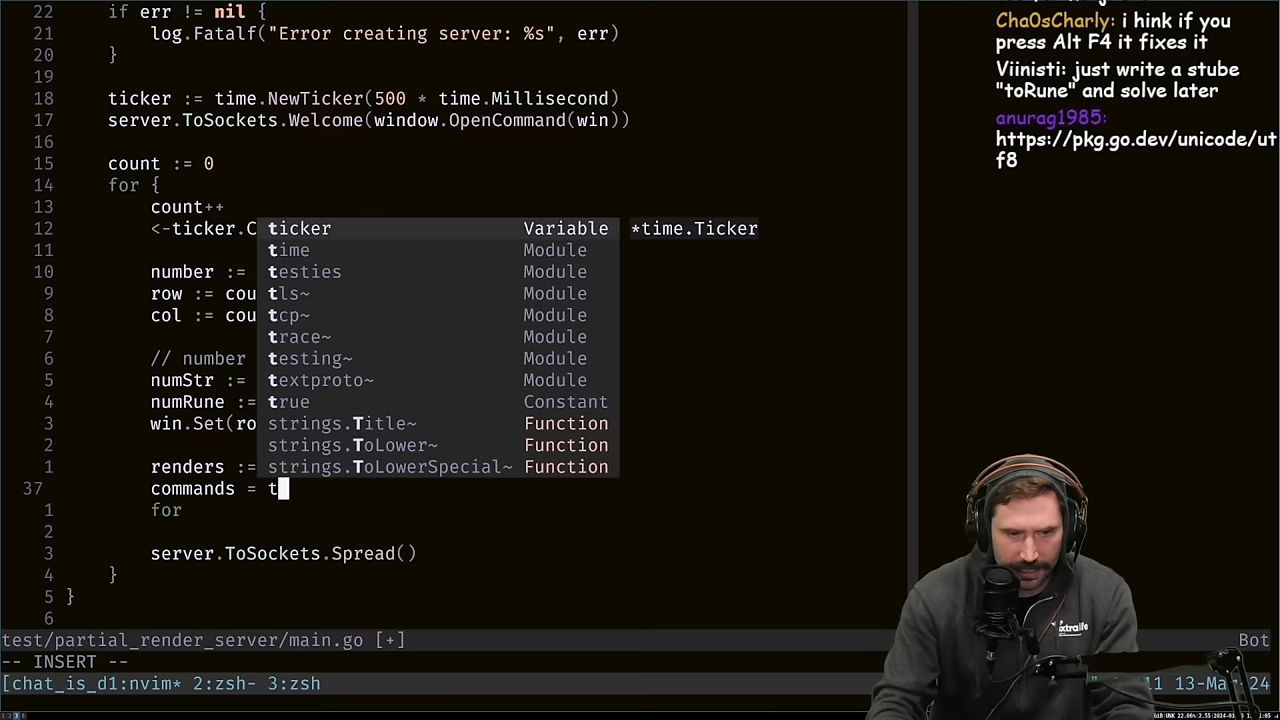 22 if err != nil {
21 log.Fatalf("Error creating server: %s", err)
20 }
19
18 ticker := time.NewTicker(500 * time.Millisecond)
17 server.ToSockets.Welcome(window.OpenCommand(win))
16
15 count := 0
14 for {
13 count++
12 <-ticker.C
11
10 number :=
9 row := cou
8 col := cou
7
6 // number
5 numStr :=
4 numRune :=
3 win.Set(ro
2
1 renders :=
37 commands = t
1 for
2
3 server.ToSockets.Spread()
4 }
5 }
6
ticker Variable *time.Ticker
time Module
testies Module
tls~ Module
tcp~ Module
trace~ Module
testing~ Module
textproto~ Module
true Constant
strings.Title~ Function
strings.ToLower~ Function
strings.ToLowerSpecial~ Function
test/partial_render_server/main.go [+] Bot
-- INSERT --
[chat_is_d1:nvim* 2:zsh- 3:zsh 11 13-Mar-24
ChaOsCharly: i hink if you
press Alt F4 it fixes it
Viinisti: just write a stube
"toRune" and solve later
anurag1985:
https://pkg.go.dev/unicode/ut
f8